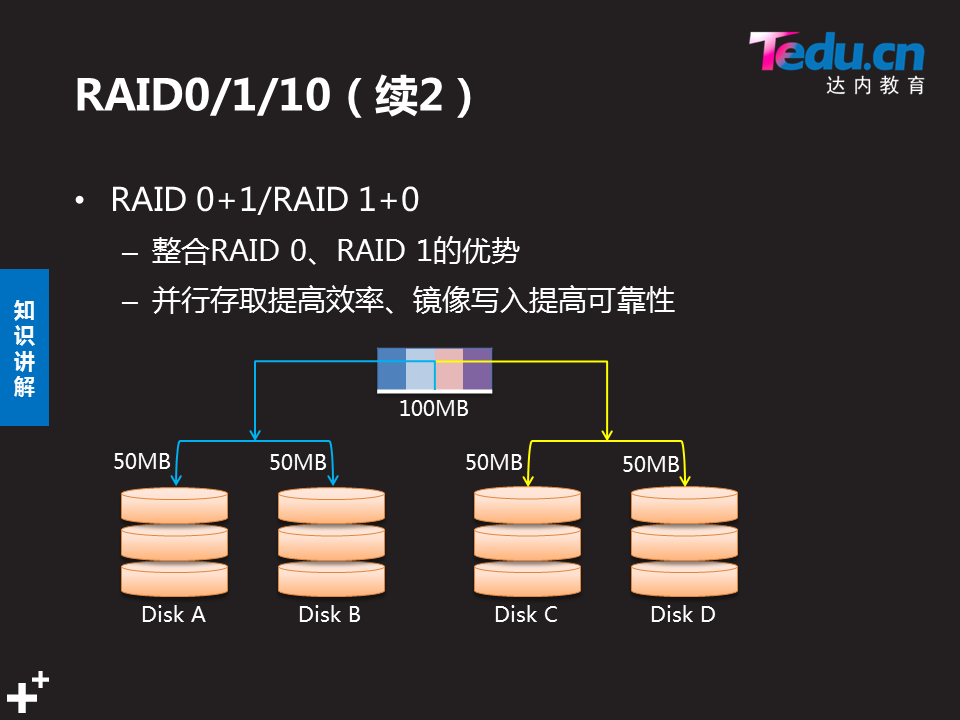 Tedu.cn
达内教育
RAID0/1/10（续2）
• RAID 0+1/RAID 1+0
– 整合RAID 0、RAID 1的优势
– 并行存取提高效率、镜像写入提高可靠性
知识讲解
100MB
50MB 50MB 50MB 50MB
Disk A Disk B Disk C Disk D